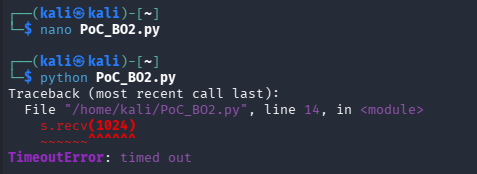 ┌──(kali㉿kali)-[~]
└─$ nano PoC_BO2.py
┌──(kali㉿kali)-[~]
└─$ python PoC_BO2.py
Traceback (most recent call last):
  File "/home/kali/PoC_BO2.py", line 14, in <module>
    s.recv(1024)
    ~~~~~~^^^^^^
TimeoutError: timed out